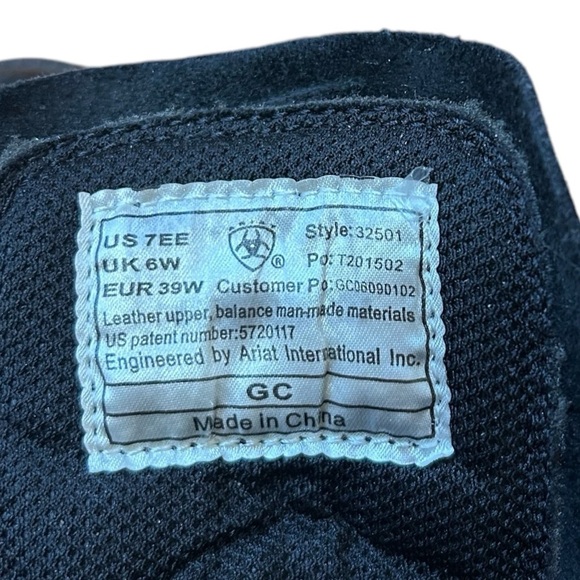 US 7EE
UK 6W
EUR 39W
ARIAT
®
Style:32501
Po:T201502
Customer Po:GC06090102
Leather upper, balance man-made materials
US patent number:5720117
Engineered by Ariat International Inc.
GC
Made in China